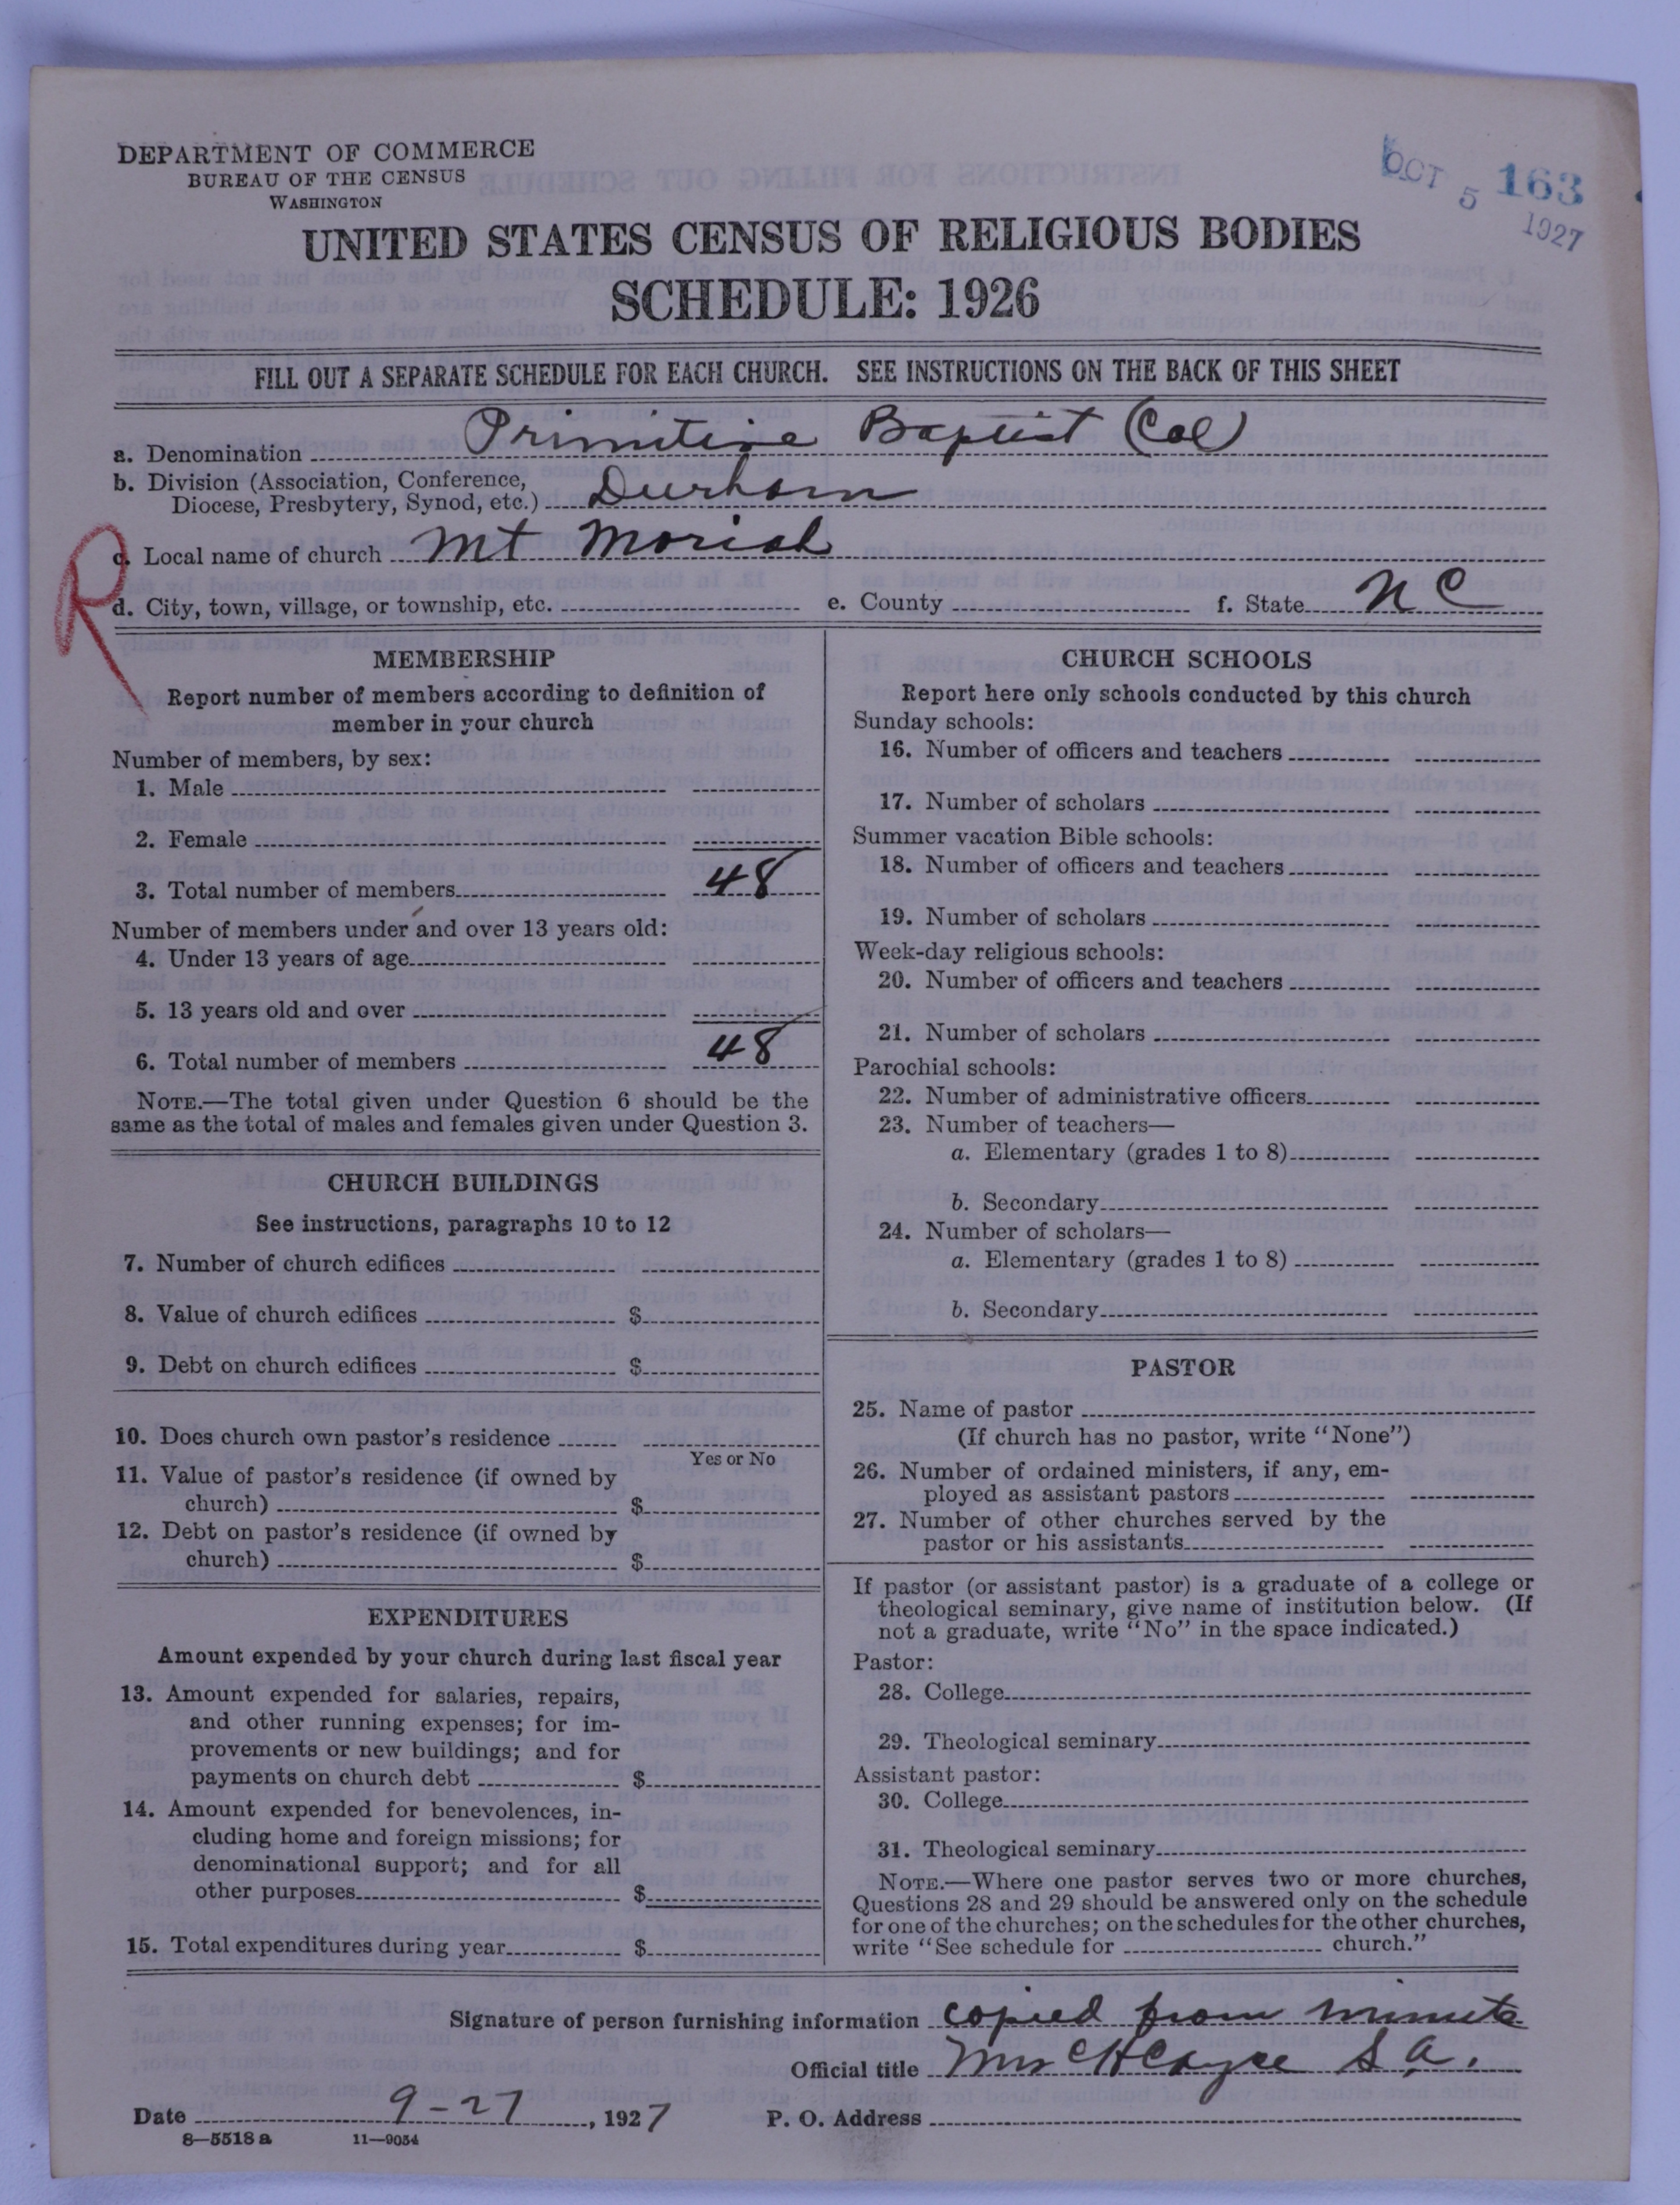 DEPARTMENT OF COMMERCE
BUREAU OF THE CENSUS
WASHINGTON
OCT 5 1927
163
UNITED STATES CENSUS OF RELIGIOUS BODIES
SCHEDULE: 1926
FILL OUT A SEPARATE SCHEDULE FOR EACH CHURCH. SEE INSTRUCTIONS ON THE BACK OF THIS SHEET
a. Denomination Primitive Baptist (Col)
b. Division (Association, Conference,
Diocese, Presbytery, Synod, etc.) Durham
R
c. Local name of church Mt Moriah
d. City, town, village, or township, etc. e. County f. State N C
MEMBERSHIP
Report number of members according to definition of
member in your church
Number of members, by sex:
1. Male
2. Female
3. Total number of members 48
Number of members under and over 13 years old:
4. Under 13 years of age
5. 13 years old and over
6. Total number of members 48
NOTE.—The total given under Question 6 should be the
same as the total of males and females given under Question 3.
CHURCH BUILDINGS
See instructions, paragraphs 10 to 12
7. Number of church edifices
8. Value of church edifices $
9. Debt on church edifices $
10. Does church own pastor's residence
Yes or No
11. Value of pastor's residence (if owned by
church) $
12. Debt on pastor's residence (if owned by
church) $
EXPENDITURES
Amount expended by your church during last fiscal year
13. Amount expended for salaries, repairs,
and other running expenses; for im-
provements or new buildings; and for
payments on church debt $
14. Amount expended for benevolences, in-
cluding home and foreign missions; for
denominational support; and for all
other purposes $
15. Total expenditures during year $
CHURCH SCHOOLS
Report here only schools conducted by this church
Sunday schools:
16. Number of officers and teachers
17. Number of scholars
Summer vacation Bible schools:
18. Number of officers and teachers
19. Number of scholars
Week-day religious schools:
20. Number of officers and teachers
21. Number of scholars
Parochial schools:
22. Number of administrative officers
23. Number of teachers—
a. Elementary (grades 1 to 8)
b. Secondary
24. Number of scholars—
a. Elementary (grades 1 to 8)
b. Secondary
PASTOR
25. Name of pastor
(If church has no pastor, write "None")
26. Number of ordained ministers, if any, em-
ployed as assistant pastors
27. Number of other churches served by the
pastor or his assistants
If pastor (or assistant pastor) is a graduate of a college or
theological seminary, give name of institution below. (If
not a graduate, write "No" in the space indicated.)
Pastor:
28. College
29. Theological seminary
Assistant pastor:
30. College
31. Theological seminary
NOTE.—Where one pastor serves two or more churches,
Questions 28 and 29 should be answered only on the schedule
for one of the churches; on the schedules for the other churches,
write "See schedule for church."
Signature of person furnishing information copied from minute
Official title Mrs C H Cayce S.A.
Date 9-27, 1927 P. O. Address
8—5518 a 11—9054